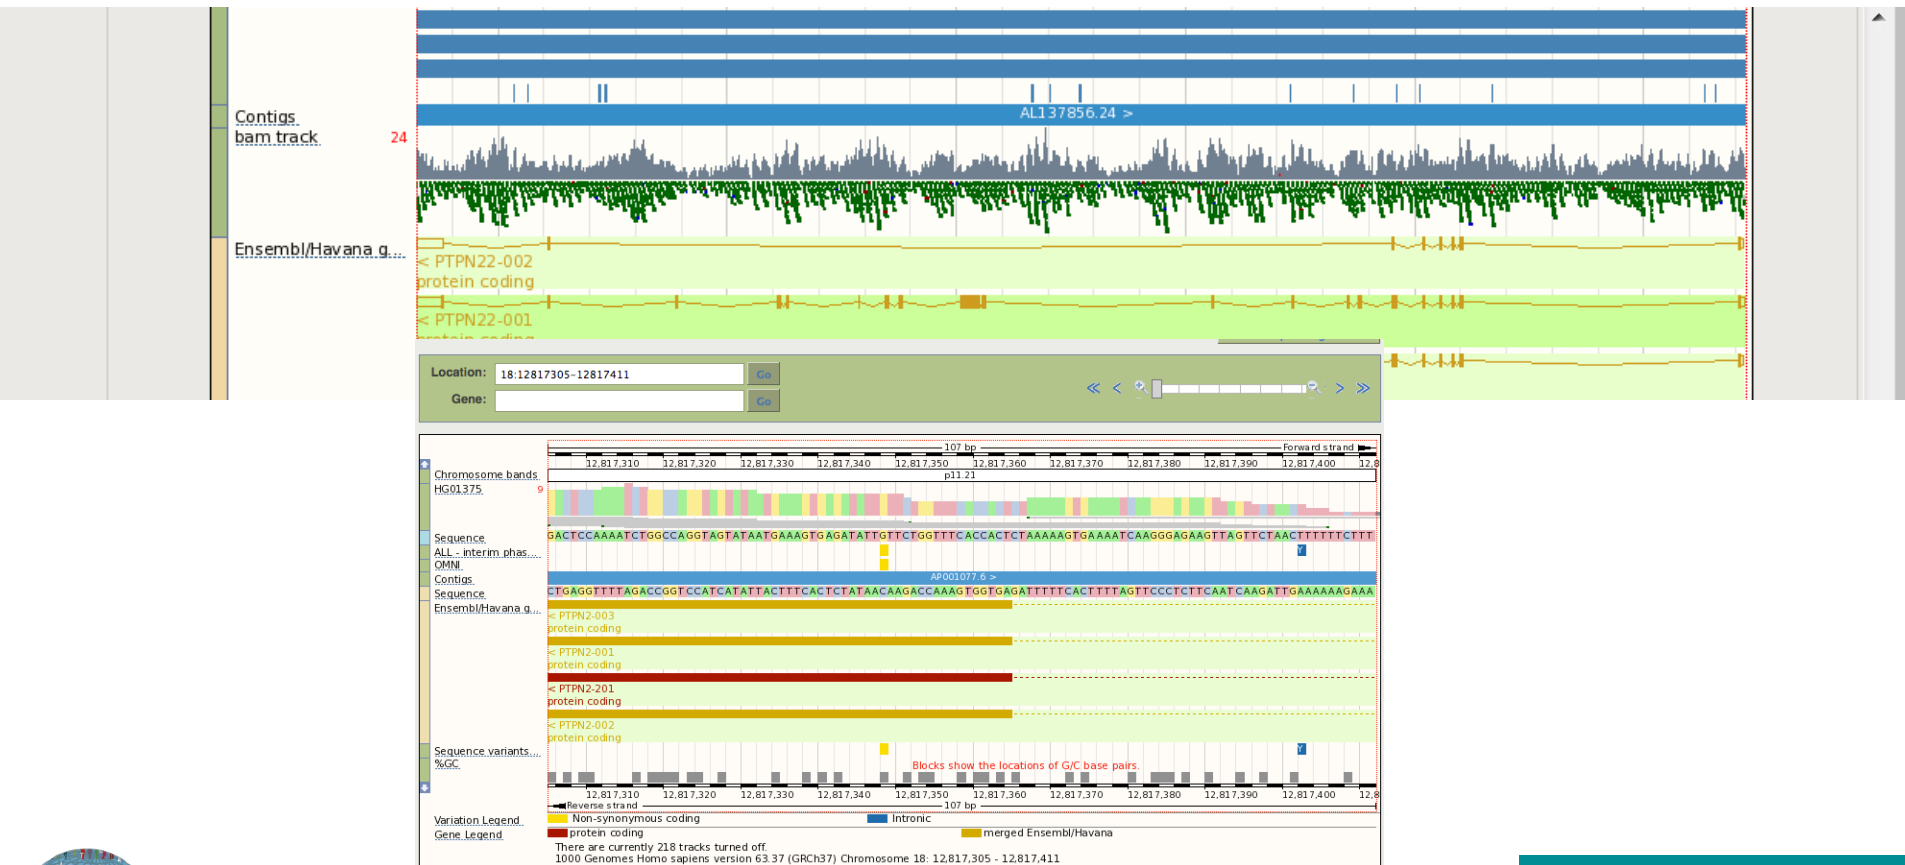 AL137856.24 >
Contigs
bam track 24
Ensembl/Havana g...
< PTPN22-002
protein coding
< PTPN22-001
protein coding
Location: 18:12817305-12817411 Go
Gene: Go
107 bp Forward strand
12,817,310 12,817,320 12,817,330 12,817,340 12,817,350 12,817,360 12,817,370 12,817,380 12,817,390 12,817,400 12,8
Chromosome bands p11.21
HG01375 9
Sequence GACTCCAAAATCTGGCCAGGTAGTATAATGAAAGTGAGATATTGTTCTGGTTTCACCACTCTAAAAAGTGAAAATCAAGGGAGAAGTTAGTTCTAACTTTTTTCTTT
ALL - interim phas... Y
OMNI
Contigs AP001077.6 >
Sequence CTGAGGTTTTAGACCGGTCCATCATATTACTTTCACTCTATAACAAGACCAAAGTGGTGAGATTTTTCACTTTTAGTTCCCTCTTCAATCAAGATTGAAAAAAGAAA
Ensembl/Havana g...
< PTPN2-003
protein coding
< PTPN2-001
protein coding
< PTPN2-201
protein coding
< PTPN2-002
protein coding
Sequence variants... Y
%GC Blocks show the locations of G/C base pairs.
12,817,310 12,817,320 12,817,330 12,817,340 12,817,350 12,817,360 12,817,370 12,817,380 12,817,390 12,817,400 12,8
Reverse strand 107 bp
Variation Legend Non-synonymous coding Intronic
Gene Legend protein coding merged Ensembl/Havana
There are currently 218 tracks turned off.
1000 Genomes Homo sapiens version 63.37 (GRCh37) Chromosome 18: 12,817,305 - 12,817,411